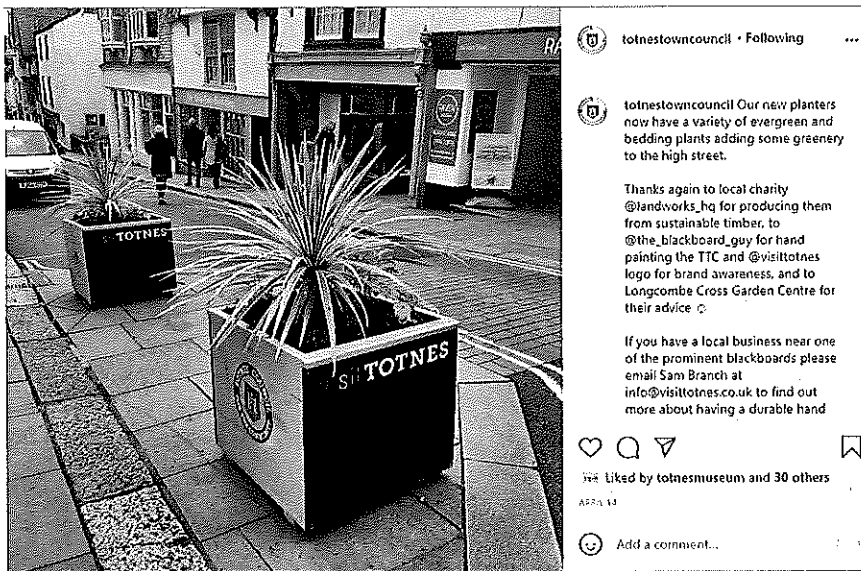 TOTNES
siTOTNES
totnestowncouncil • Following
totnestowncouncil Our new planters
now have a variety of evergreen and
bedding plants adding some greenery
to the high street.
Thanks again to local charity
@landworks_hq for producing them
from sustainable timber, to
@the_blackboard_guy for hand
painting the TTC and @visittotnes
logo for brand awareness, and to
Longcombe Cross Garden Centre for
their advice ☺
If you have a local business near one
of the prominent blackboards please
email Sam Branch at
info@visittotnes.co.uk to find out
more about having a durable hand
Liked by totnesmuseum and 30 others
APRIL
Add a comment...